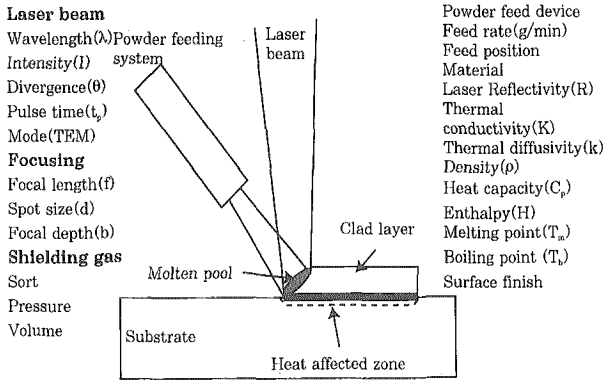 Laser beam
Wavelength(λ)
Intensity(I)
Divergence(θ)
Pulse time(tₚ)
Mode(TEM)
Focusing
Focal length(f)
Spot size(d)
Focal depth(b)
Shielding gas
Sort
Pressure
Volume
Powder feeding
system
Laser
beam
Molten pool
Clad layer
Substrate
Heat affected zone
Powder feed device
Feed rate(g/min)
Feed position
Material
Laser Reflectivity(R)
Thermal
conductivity(K)
Thermal diffusivity(k)
Density(ρ)
Heat capacity(Cₚ)
Enthalpy(H)
Melting point(Tₘ)
Boiling point (T_b)
Surface finish